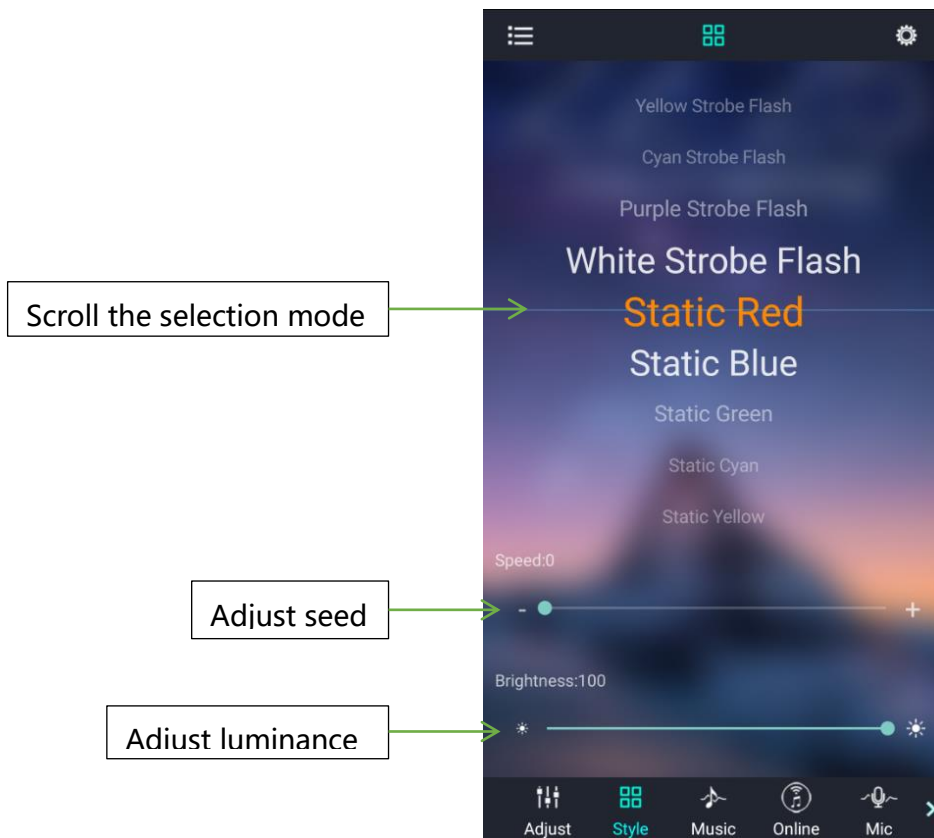 Yellow Strobe Flash
Cyan Strobe Flash
Purple Strobe Flash
White Strobe Flash
Scroll the selection mode
Static Red
Static Blue
Static Green
Static Cyan
Static Yellow
Speed:0
Adjust seed
- +
Brightness:100
Adjust luminance
Adjust Style Music Online Mic